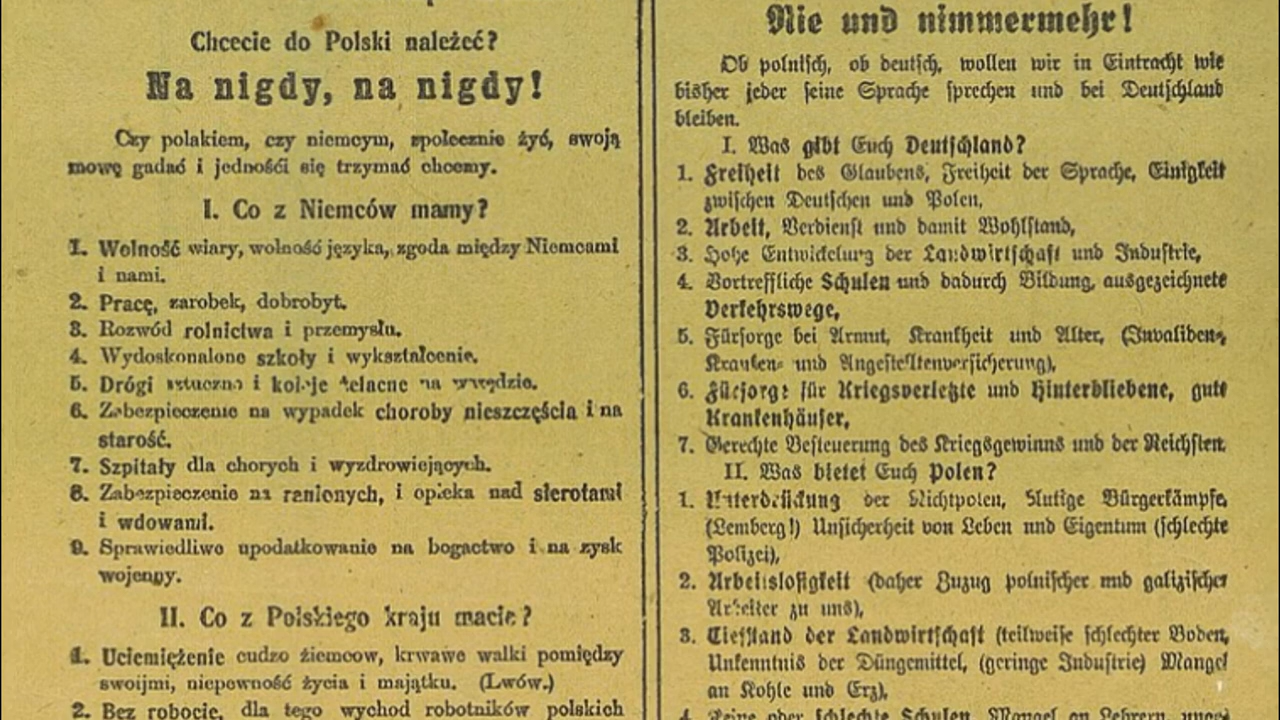 Chcecie do Polski należeć?
Na nigdy, na nigdy!
Czy polakiem, czy niemcym, społecznie żyć, swoją
mowę gadać i jedności się trzymać chcemy.
I. Co z Niemców mamy?
1. Wolność wiary, wolność języka, zgoda między Niemcami
i nami.
2. Pracę, zarobek, dobrobyt.
3. Rozwód rolnictwa i przemysłu.
4. Wydoskonalone szkoły i wykształcenie.
5. Drógi sztuczne i koleje
6. Zabezpieczenie na wypadek choroby nieszczęścia i na
starość.
7. Szpitały dla chorych i wyzdrowiejących.
8. Zabezpieczenie na ranionych, i opieka nad sierotami
i wdowami.
9. Sprawiedliwe upodatkowanie na bogactwo i na zysk
wojenny.
II. Co z Polskiego kraju macie?
1. Uciemiężenie cudzo żiemcow, krwawe walki pomiędzy
swoijmi, niepewność życia i majątku. (Lwów.)
2. Bez robocie, dla tego wychod robotników polskich
Nie und nimmermehr!
Ob polnisch, ob deutsch, wollen wir in Eintracht wie
bisher jeder seine Sprache sprechen und bei Deutschland
bleiben.
I. Was gibt Euch Deutschland?
1. Freiheit des Glaubens, Freiheit der Sprache, Einigkeit
zwischen Deutschen und Polen,
2. Arbeit, Verdienst und damit Wohlstand,
3. Hohe Entwickelung der Landwirtschaft und Industrie,
4. Vortreffliche Schulen und dadurch Bildung, ausgezeichnete
Verkehrswege,
5. Fürsorge bei Armut, Krankheit und Alter, (Invaliden-,
Kranken- und Angestelltenversicherung),
6. Fürsorge für Kriegsverletzte und Hinterbliebene, gute
Krankenhäuser,
7. Gerechte Besteuerung des Kriegsgewinns und der Reichsten.
II. Was bietet Euch Polen?
1. Unterdrückung der Nichtpolen, blutige Bürgerkämpfe,
(Lemberg!) Unsicherheit von Leben und Eigentum (schlechte
Polizei),
2. Arbeitslosigkeit (daher Zuzug polnischer und galizischer
Arbeiter zu uns),
3. Tiefstand der Landwirtschaft (teilweise schlechter Boden,
Unkenntnis der Düngemittel, (geringe Industrie) Mangel
an Kohle und Erz),
4. Keine oder schlechte Schulen, Mangel an Lehrern,